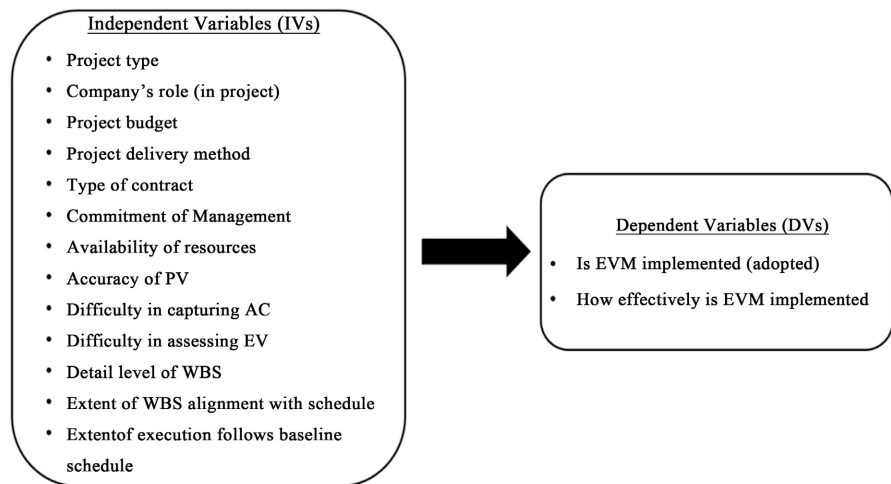 Independent Variables (IVs)
• Project type
• Company's role (in project)
• Project budget
• Project delivery method
• Type of contract
• Commitment of Management
• Availability of resources
• Accuracy of PV
• Difficulty in capturing AC
• Difficulty in assessing EV
• Detail level of WBS
• Extent of WBS alignment with schedule
• Extentof execution follows baseline
schedule
Dependent Variables (DVs)
• Is EVM implemented (adopted)
• How effectively is EVM implemented